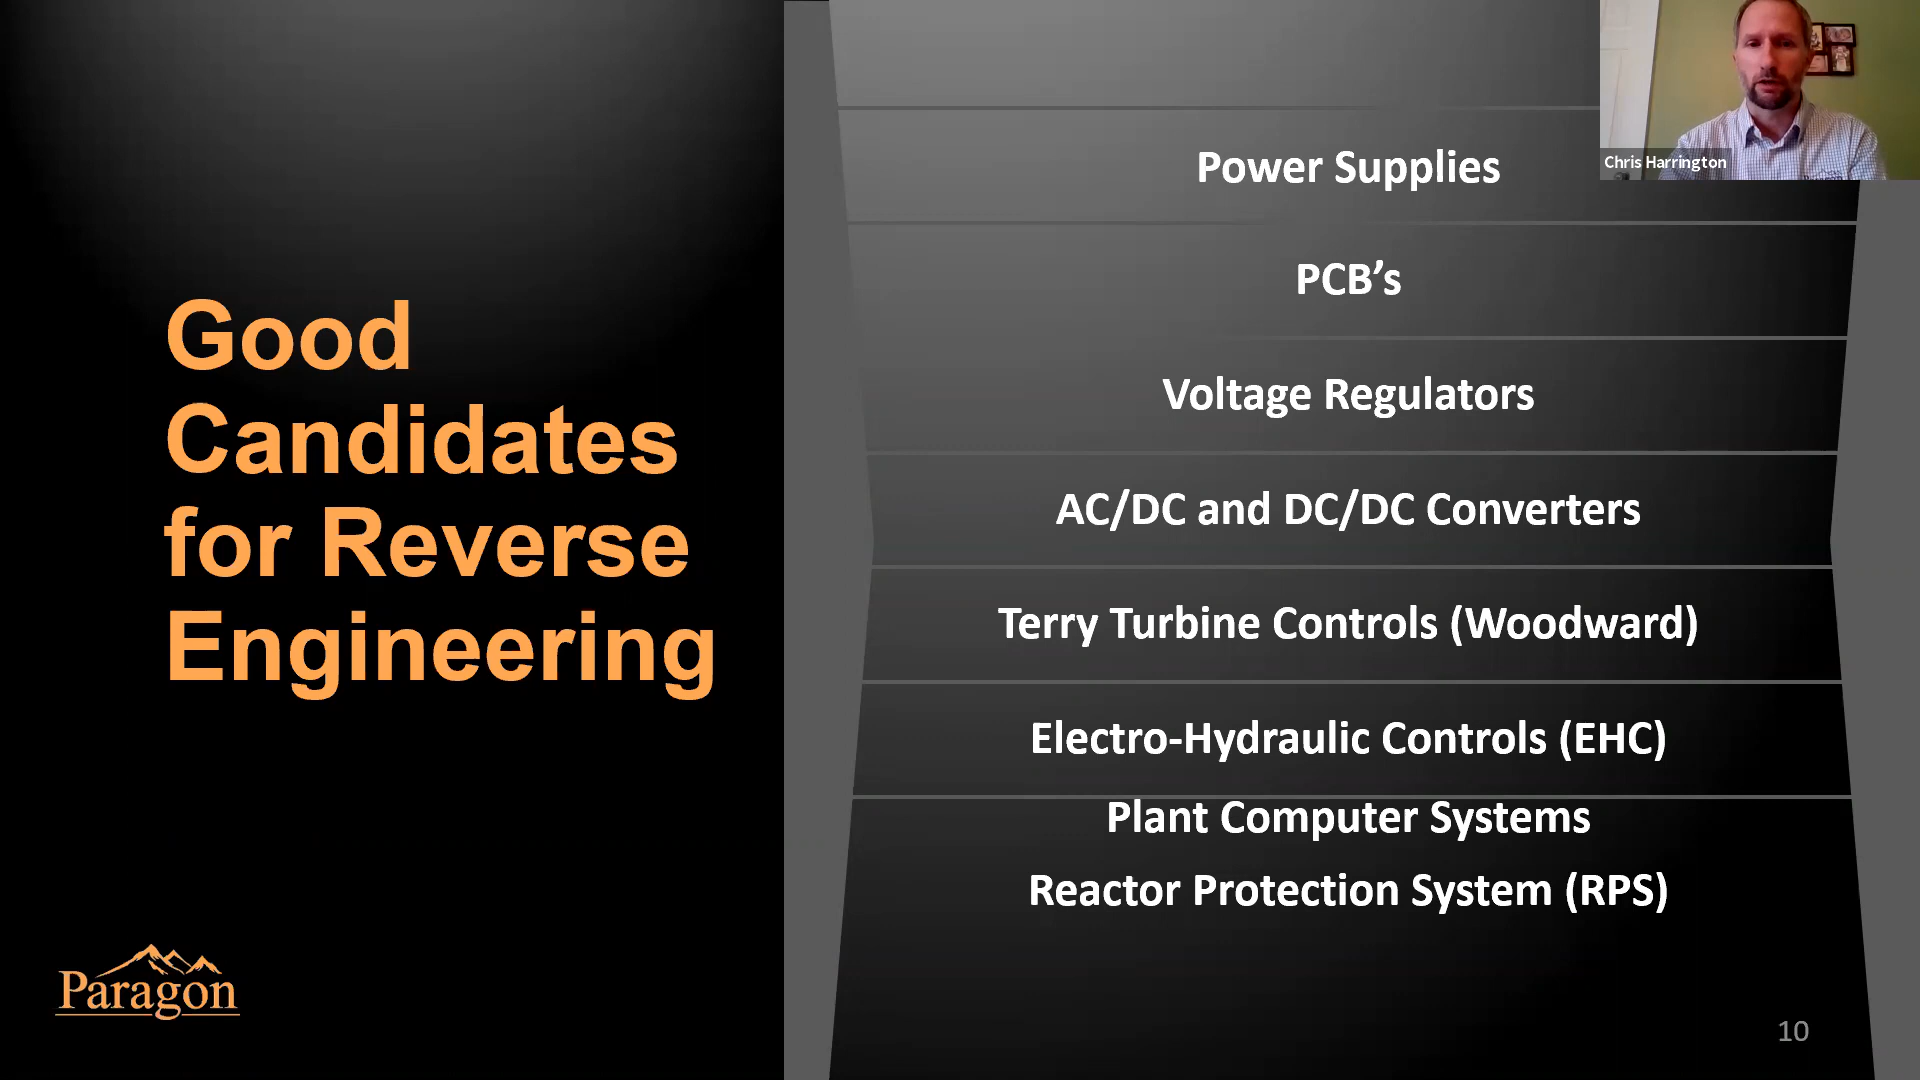 Good
Candidates
for Reverse
Engineering
Power Supplies
PCB’s
Voltage Regulators
AC/DC and DC/DC Converters
Terry Turbine Controls (Woodward)
Electro-Hydraulic Controls (EHC)
Plant Computer Systems
Reactor Protection System (RPS)
Chris Harrington
Paragon
10